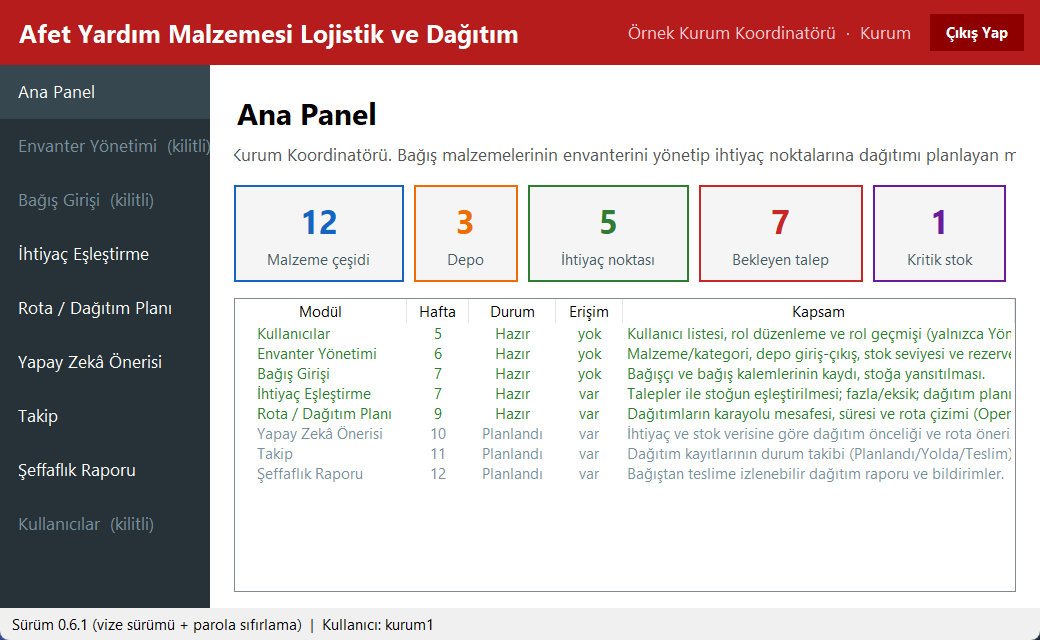 Afet Yardım Malzemesi Lojistik ve Dağıtım
Örnek Kurum Koordinatörü · Kurum
Çıkış Yap
Ana Panel
Envanter Yönetimi (kilitli)
Bağış Girişi (kilitli)
İhtiyaç Eşleştirme
Rota / Dağıtım Planı
Yapay Zekâ Önerisi
Takip
Şeffaflık Raporu
Kullanıcılar (kilitli)
Ana Panel
Kurum Koordinatörü. Bağış malzemelerinin envanterini yönetip ihtiyaç noktalarına dağıtımı planlayan
12
Malzeme çeşidi
3
Depo
5
İhtiyaç noktası
7
Bekleyen talep
1
Kritik stok
Modül Hafta Durum Erişim Kapsam
Kullanıcılar 5 Hazır yok Kullanıcı listesi, rol düzenleme ve rol geçmişi (yalnızca
Envanter Yönetimi 6 Hazır yok Malzeme/kategori, depo giriş-çıkış, stok seviyesi ve
Bağış Girişi 7 Hazır yok Bağışçı ve bağış kalemlerinin kaydı, stoğa yansıtılması.
İhtiyaç Eşleştirme 7 Hazır var Talepler ile stoğun eşleştirilmesi; fazla/eksik; dağıtım
Rota / Dağıtım Planı 9 Hazır var Dağıtımların karayolu mesafesi, süresi ve rota çizimi
Yapay Zekâ Önerisi 10 Planlandı var İhtiyaç ve stok verisine göre dağıtım önceliği ve rota
Takip 11 Planlandı var Dağıtım kayıtlarının durum takibi (Planlandı/Yolda/Teslim)
Şeffaflık Raporu 12 Planlandı var Bağıştan teslime izlenebilir dağıtım raporu ve bildirimler.
Sürüm 0.6.1 (vize sürümü + parola sıfırlama) | Kullanıcı: kurum1